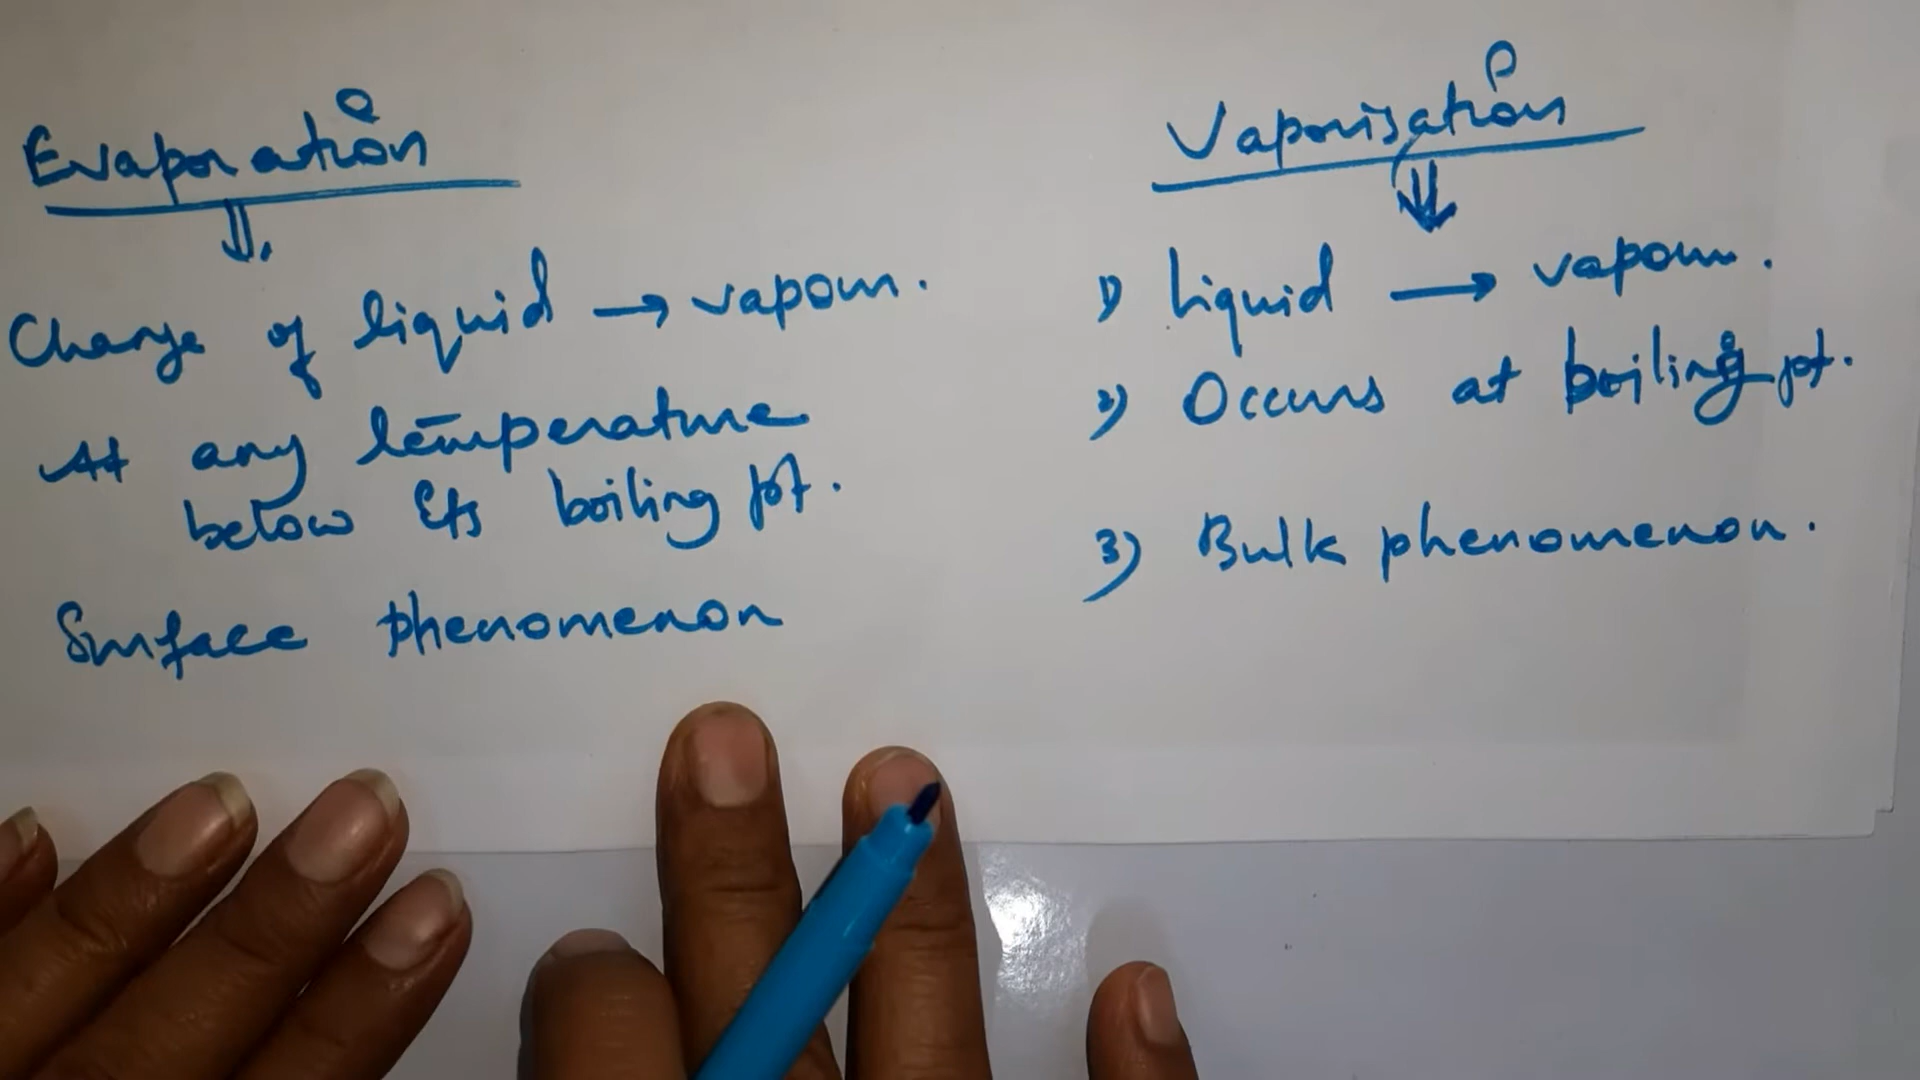 Evaporation
Change of liquid → vapour.
At any temperature
below its boiling pt.
Surface phenomenon
Vaporisation
1) Liquid → vapour.
2) Occurs at boiling pt.
3) Bulk phenomenon.